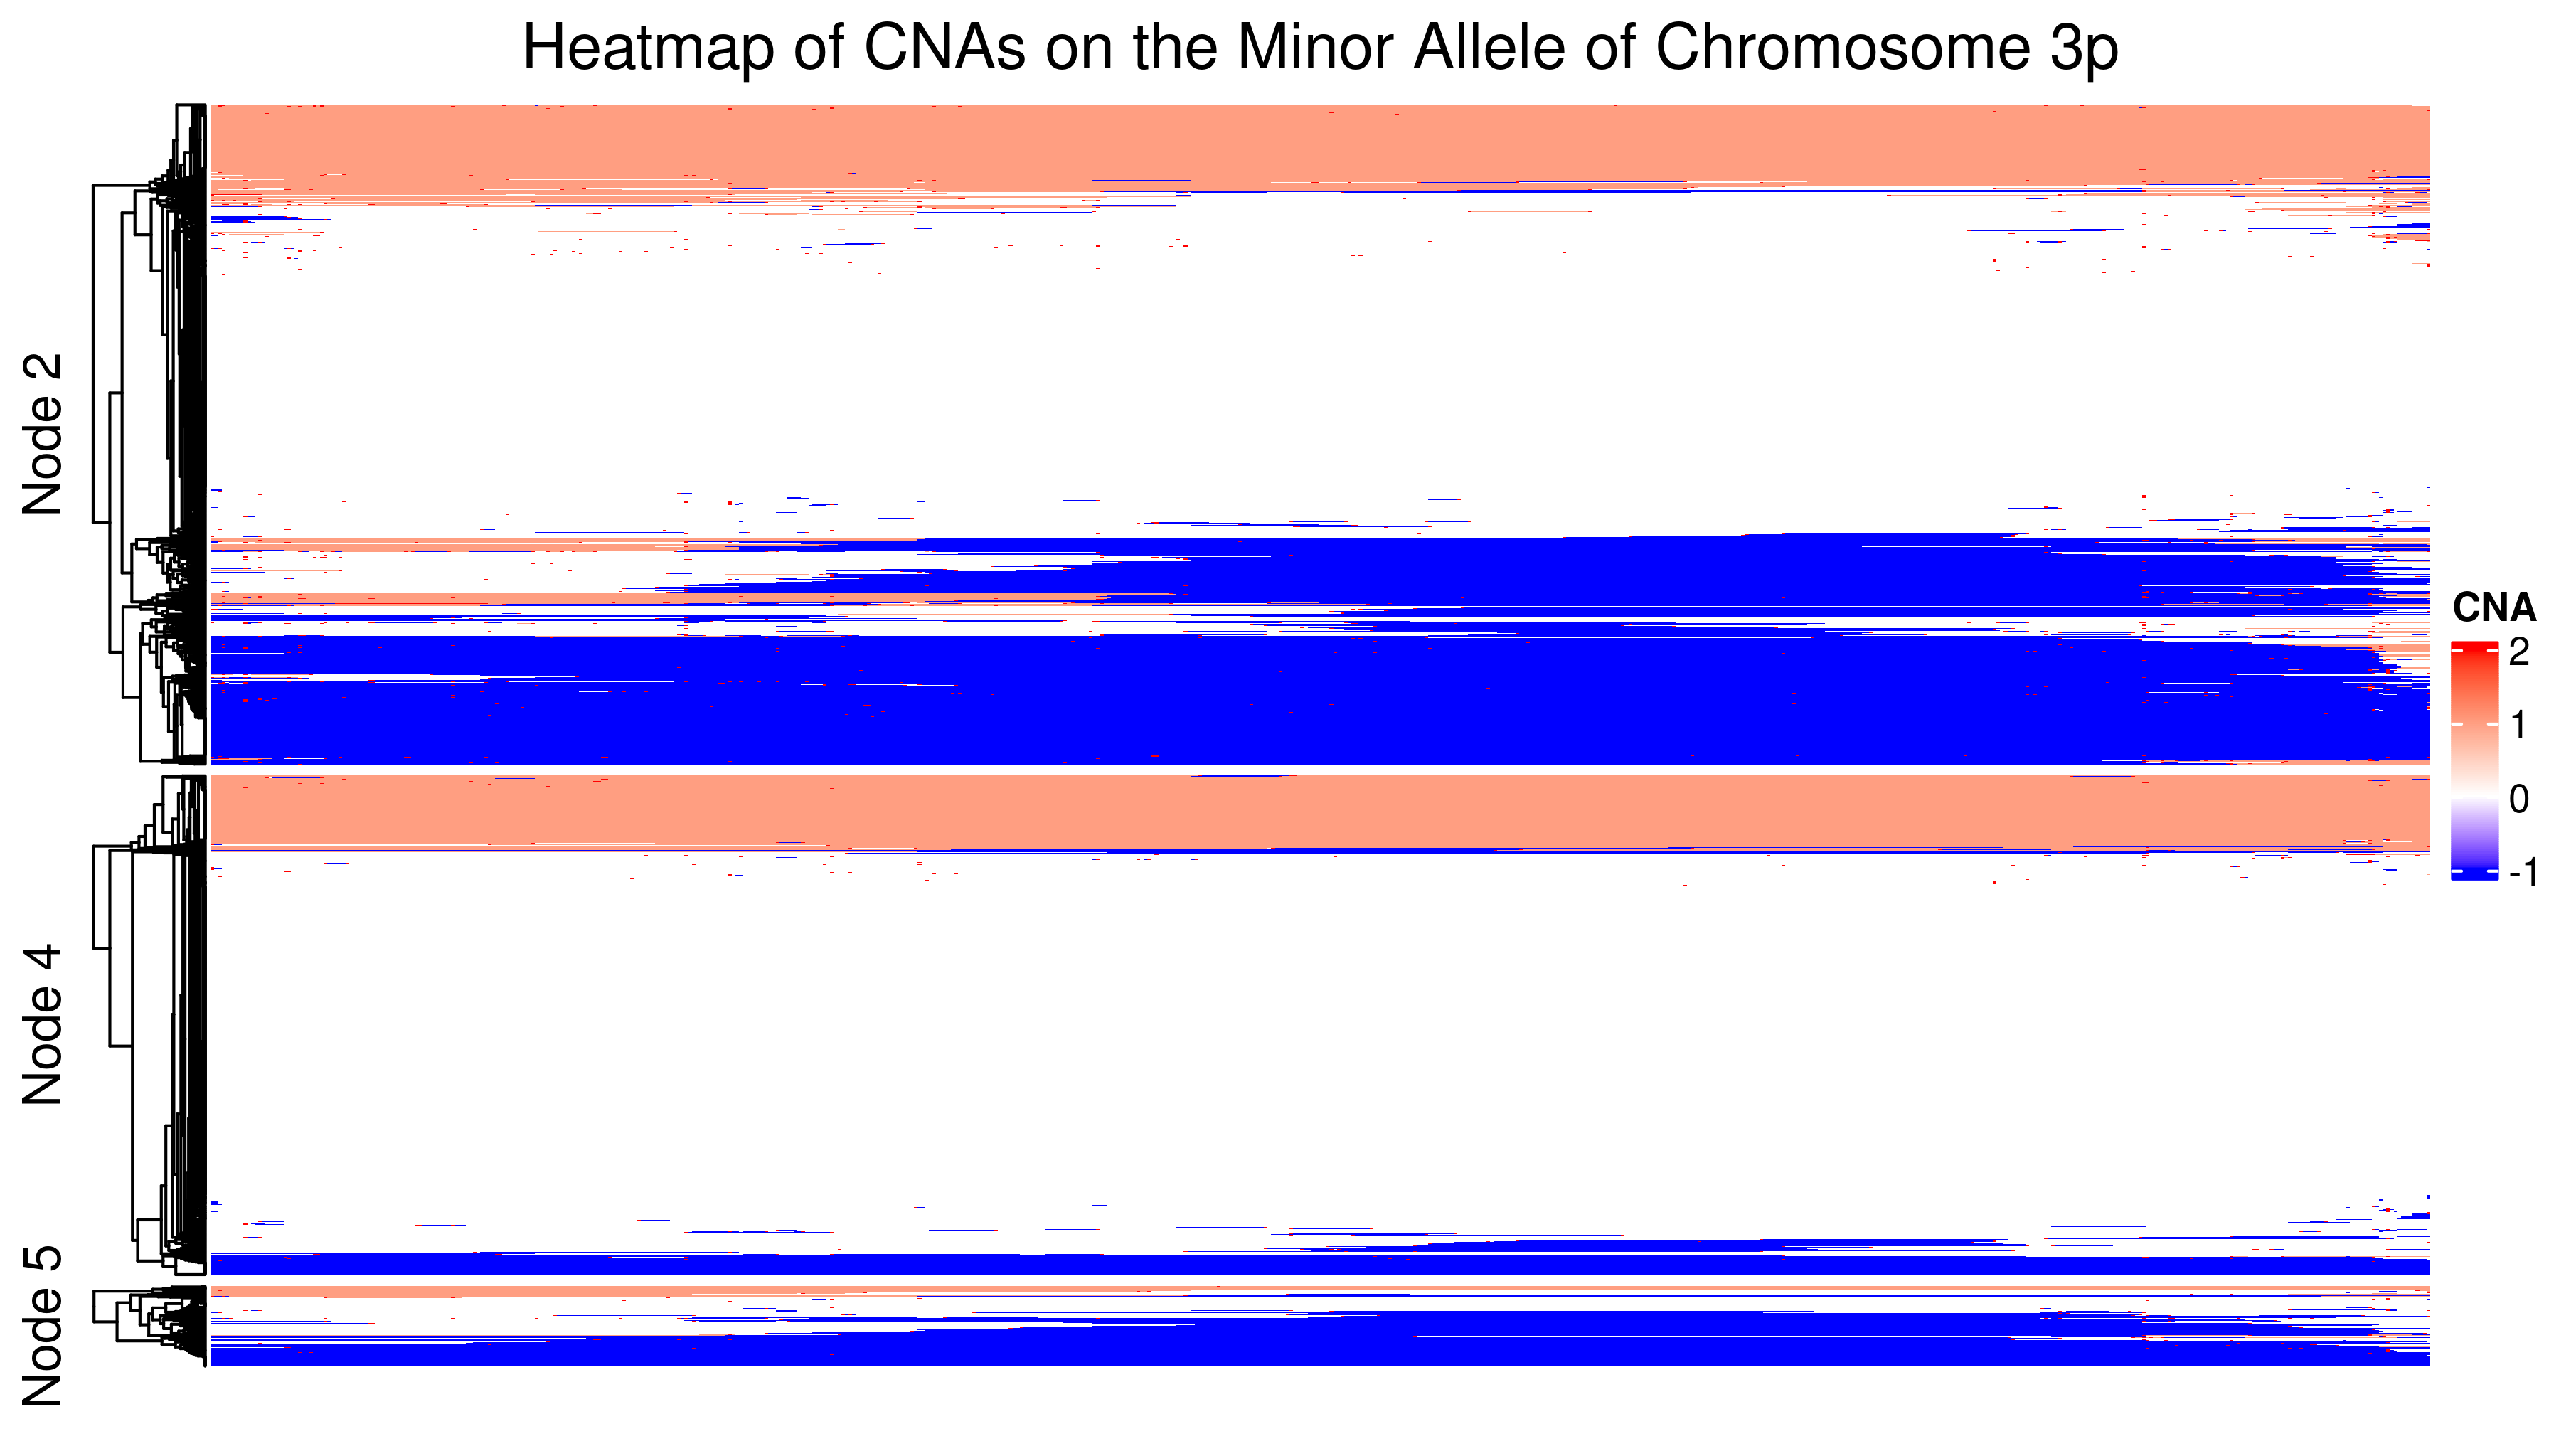 Heatmap of CNAs on the Minor Allele of Chromosome 3p
Node 2
Node 4
Node 5
CNA
2
1
0
-1